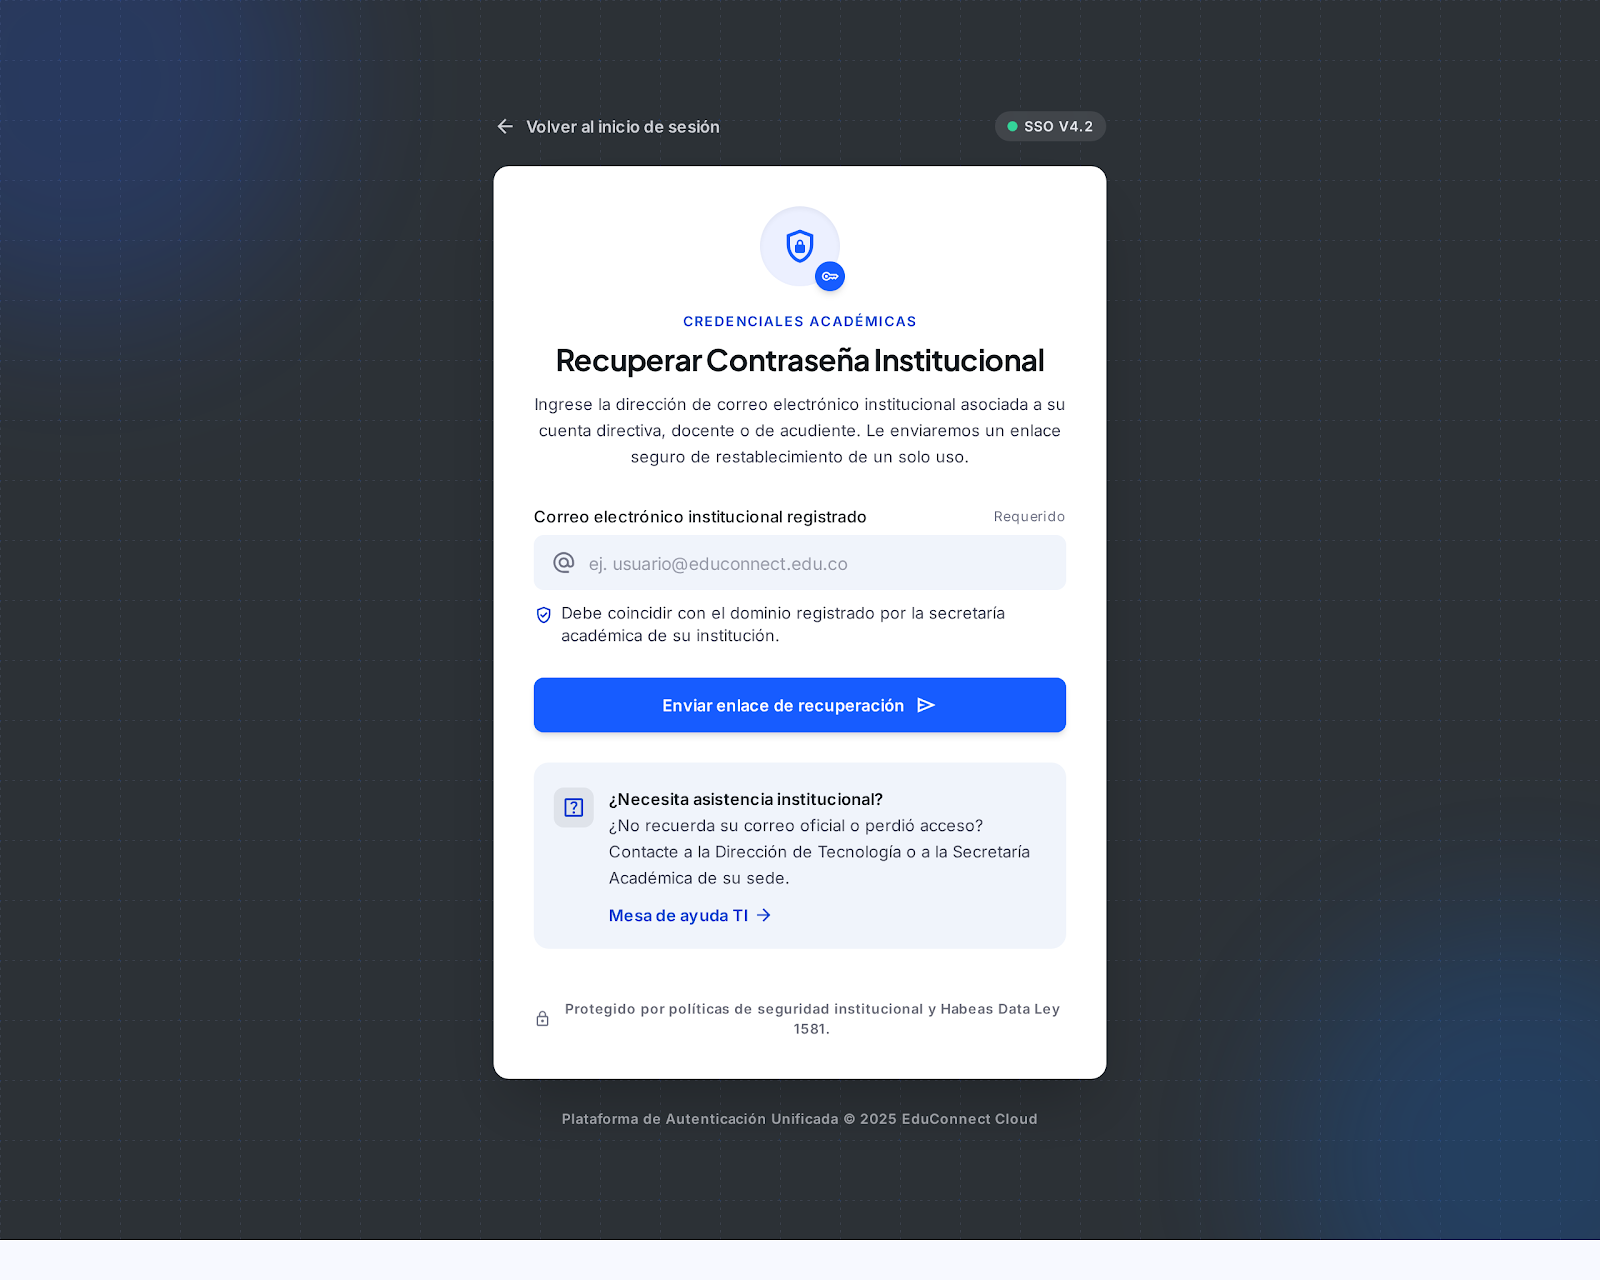 Volver al inicio de sesión
SSO V4.2
CREDENCIALES ACADÉMICAS
Recuperar Contraseña Institucional
Ingrese la dirección de correo electrónico institucional asociada a su
cuenta directiva, docente o de acudiente. Le enviaremos un enlace
seguro de restablecimiento de un solo uso.
Correo electrónico institucional registrado
Requerido
ej. usuario@educonnect.edu.co
Debe coincidir con el dominio registrado por la secretaría
académica de su institución.
Enviar enlace de recuperación
¿Necesita asistencia institucional?
¿No recuerda su correo oficial o perdió acceso?
Contacte a la Dirección de Tecnología o a la Secretaría
Académica de su sede.
Mesa de ayuda TI
Protegido por políticas de seguridad institucional y Habeas Data Ley
1581.
Plataforma de Autenticación Unificada © 2025 EduConnect Cloud